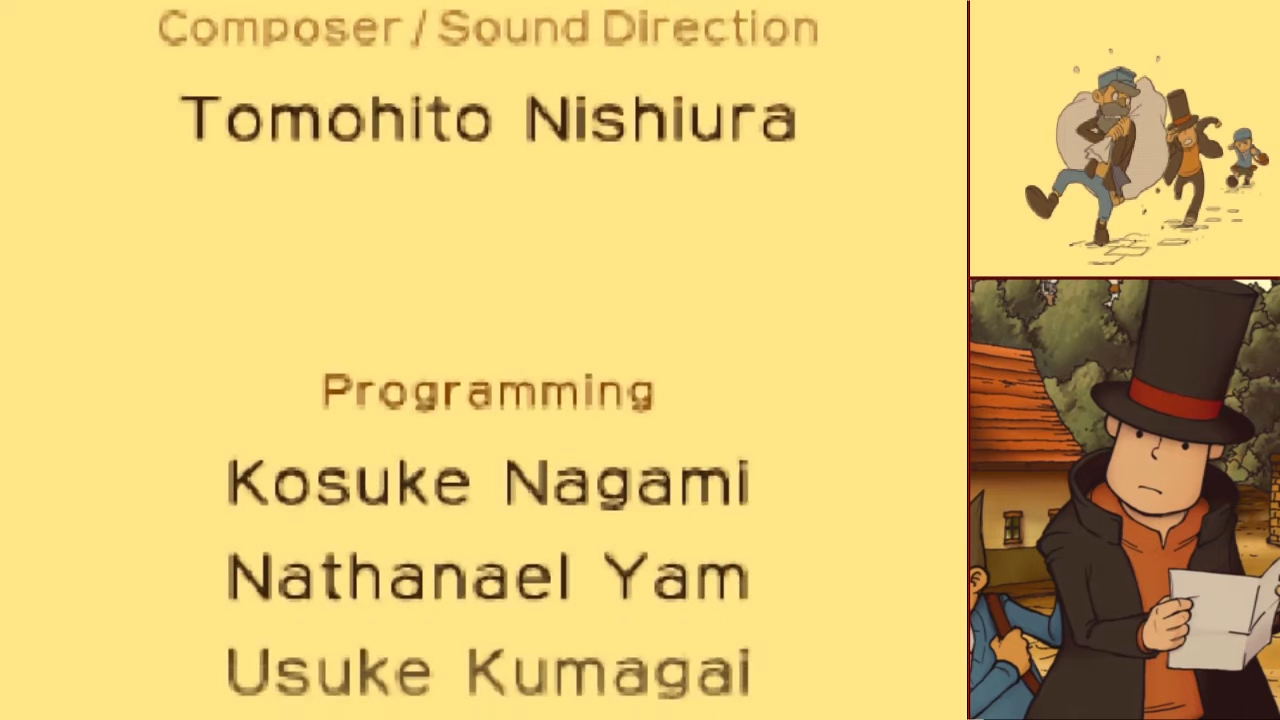 Composer / Sound Direction
Tomohito Nishiura
Programming
Kosuke Nagami
Nathanael Yam
Usuke Kumagai